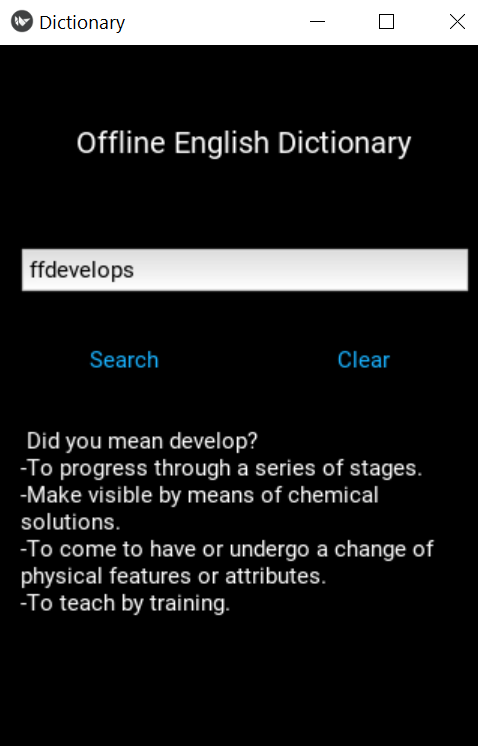 Dictionary
Offline English Dictionary
ffdevelops
Search Clear
Did you mean develop?
-To progress through a series of stages.
-Make visible by means of chemical
solutions.
-To come to have or undergo a change of
physical features or attributes.
-To teach by training.